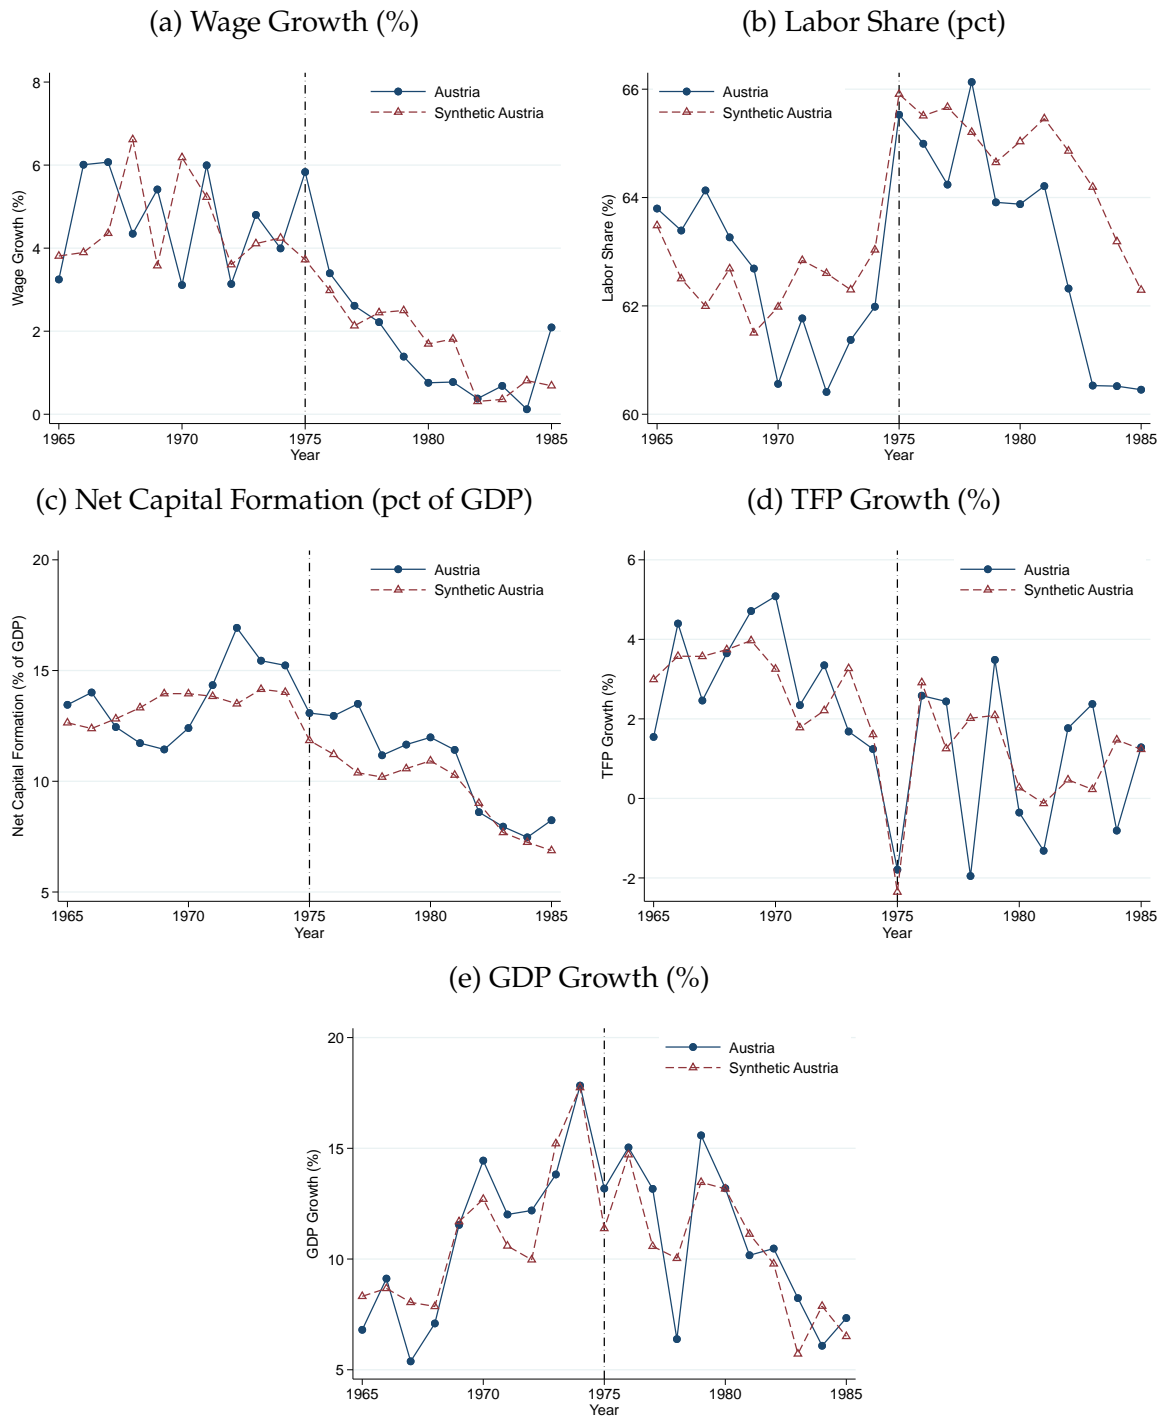 (a) Wage Growth (%)
8
6
4
2
0
Wage Growth (%)
Austria
Synthetic Austria
1965
1970
1975
1980
1985
Year
(b) Labor Share (pct)
66
64
62
60
Labor Share (%)
Austria
Synthetic Austria
1965
1970
1975
1980
1985
Year
(c) Net Capital Formation (pct of GDP)
20
15
10
5
Net Capital Formation (% of GDP)
Austria
Synthetic Austria
1965
1970
1975
1980
1985
Year
(d) TFP Growth (%)
6
4
2
0
-2
TFP Growth (%)
Austria
Synthetic Austria
1965
1970
1975
1980
1985
Year
(e) GDP Growth (%)
20
15
10
5
GDP Growth (%)
Austria
Synthetic Austria
1965
1970
1975
1980
1985
Year